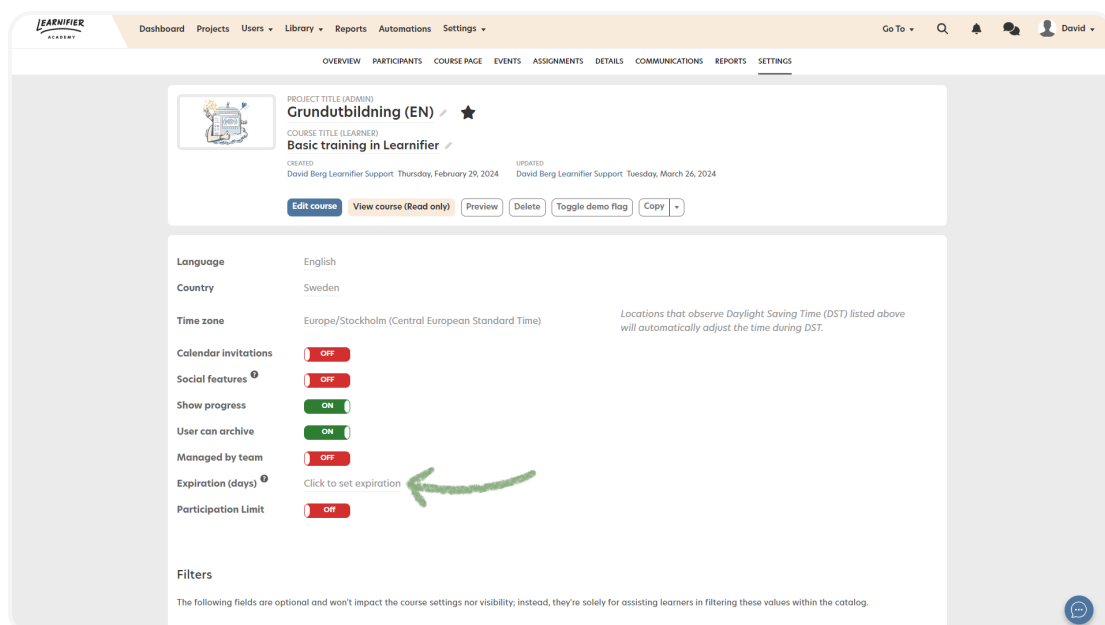 LEARNIFIER
ACADEMY
Dashboard Projects Users Library Reports Automations Settings Go To David
OVERVIEW PARTICIPANTS COURSE PAGE EVENTS ASSIGNMENTS DETAILS COMMUNICATIONS REPORTS SETTINGS
PROJECT TITLE (ADMIN)
Grundutbildning (EN)
COURSE TITLE (LEARNER)
Basic training in Learnifier
CREATED UPDATED
David Berg Learnifier Support Thursday, February 29, 2024 David Berg Learnifier Support Tuesday, March 26, 2024
Edit course View course (Read only) Preview Delete Toggle demo flag Copy
Language English
Country Sweden
Time zone Europe/Stockholm (Central European Standard Time) Locations that observe Daylight Saving Time (DST) listed above
will automatically adjust the time during DST.
Calendar invitations OFF
Social features ? OFF
Show progress ON
User can archive ON
Managed by team OFF
Expiration (days) ? Click to set expiration
Participation Limit Off
Filters
The following fields are optional and won't impact the course settings nor visibility; instead, they're solely for assisting learners in filtering these values within the catalog.